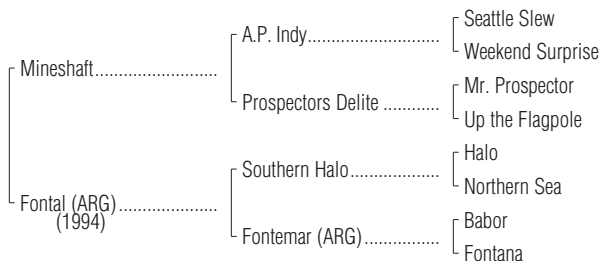 Seattle Slew
A.P. Indy
Weekend Surprise
Mineshaft
Mr. Prospector
Prospectors Delite
Up the Flagpole
Halo
Southern Halo
Northern Sea
Fontal (ARG)
(1994)
Babor
Fontemar (ARG)
Fontana